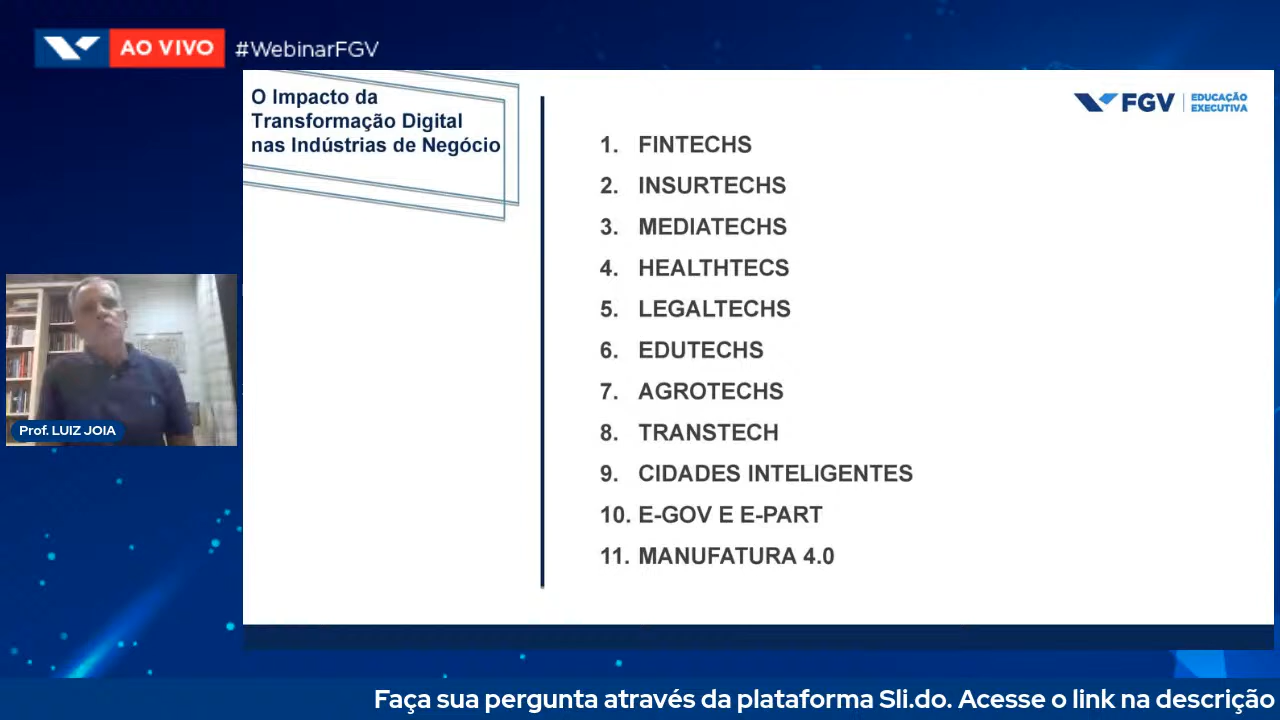 AO VIVO #WebinarFGV
O Impacto da
Transformação Digital
nas Indústrias de Negócio
FGV EDUCAÇÃO
EXECUTIVA
1. FINTECHS
2. INSURTECHS
3. MEDIATECHS
4. HEALTHTECS
5. LEGALTECHS
6. EDUTECHS
7. AGROTECHS
8. TRANSTECH
9. CIDADES INTELIGENTES
10. E-GOV E E-PART
11. MANUFATURA 4.0
Prof. LUIZ JOIA
Faça sua pergunta através da plataforma Sli.do. Acesse o link na descrição